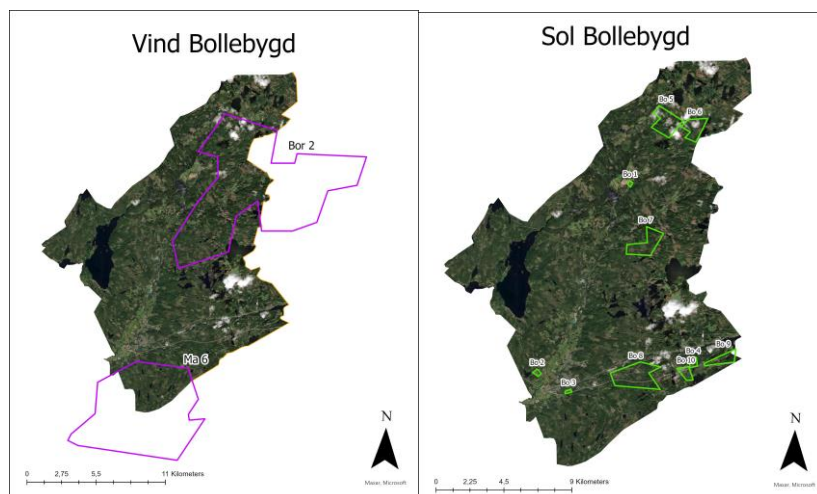 Vind Bollebygd
Bor 2
Ma 6
N
0 2,75 5,5 11 Kilometers
Maxar, Microsoft
Sol Bollebygd
Bo 5
Bo 6
Bo 1
Bo 7
Bo 2
Bo 3
Bo 8
Bo 4
Bo 10
Bo 9
N
0 2,25 4,5 9 Kilometers
Maxar, Microsoft